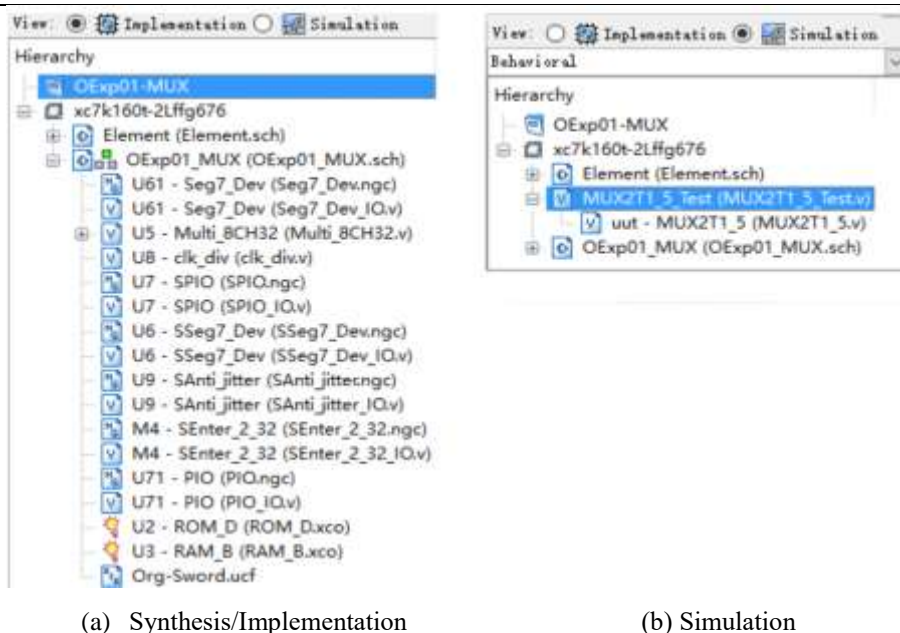 View: Implementation Simulation
Hierarchy
OExp01-MUX
xc7k160t-2Lffg676
Element (Element.sch)
OExp01_MUX (OExp01_MUX.sch)
U61 - Seg7_Dev (Seg7_Dev.ngc)
U61 - Seg7_Dev (Seg7_Dev_IO.v)
U5 - Multi_8CH32 (Multi_8CH32.v)
U8 - clk_div (clk_div.v)
U7 - SPIO (SPIO.ngc)
U7 - SPIO (SPIO_IO.v)
U6 - SSeg7_Dev (SSeg7_Dev.ngc)
U6 - SSeg7_Dev (SSeg7_Dev_IO.v)
U9 - SAnti_jitter (SAnti_jitter.ngc)
U9 - SAnti_jitter (SAnti_jitter_IO.v)
M4 - SEnter_2_32 (SEnter_2_32.ngc)
M4 - SEnter_2_32 (SEnter_2_32_IO.v)
U71 - PIO (PIO.ngc)
U71 - PIO (PIO_IO.v)
U2 - ROM_D (ROM_D.xco)
U3 - RAM_B (RAM_B.xco)
Org-Sword.ucf
(a) Synthesis/Implementation
View: Implementation Simulation
Behavioral
Hierarchy
OExp01-MUX
xc7k160t-2Lffg676
Element (Element.sch)
MUX2T1_5_Test (MUX2T1_5_Test.v)
uut - MUX2T1_5 (MUX2T1_5.v)
OExp01_MUX (OExp01_MUX.sch)
(b) Simulation